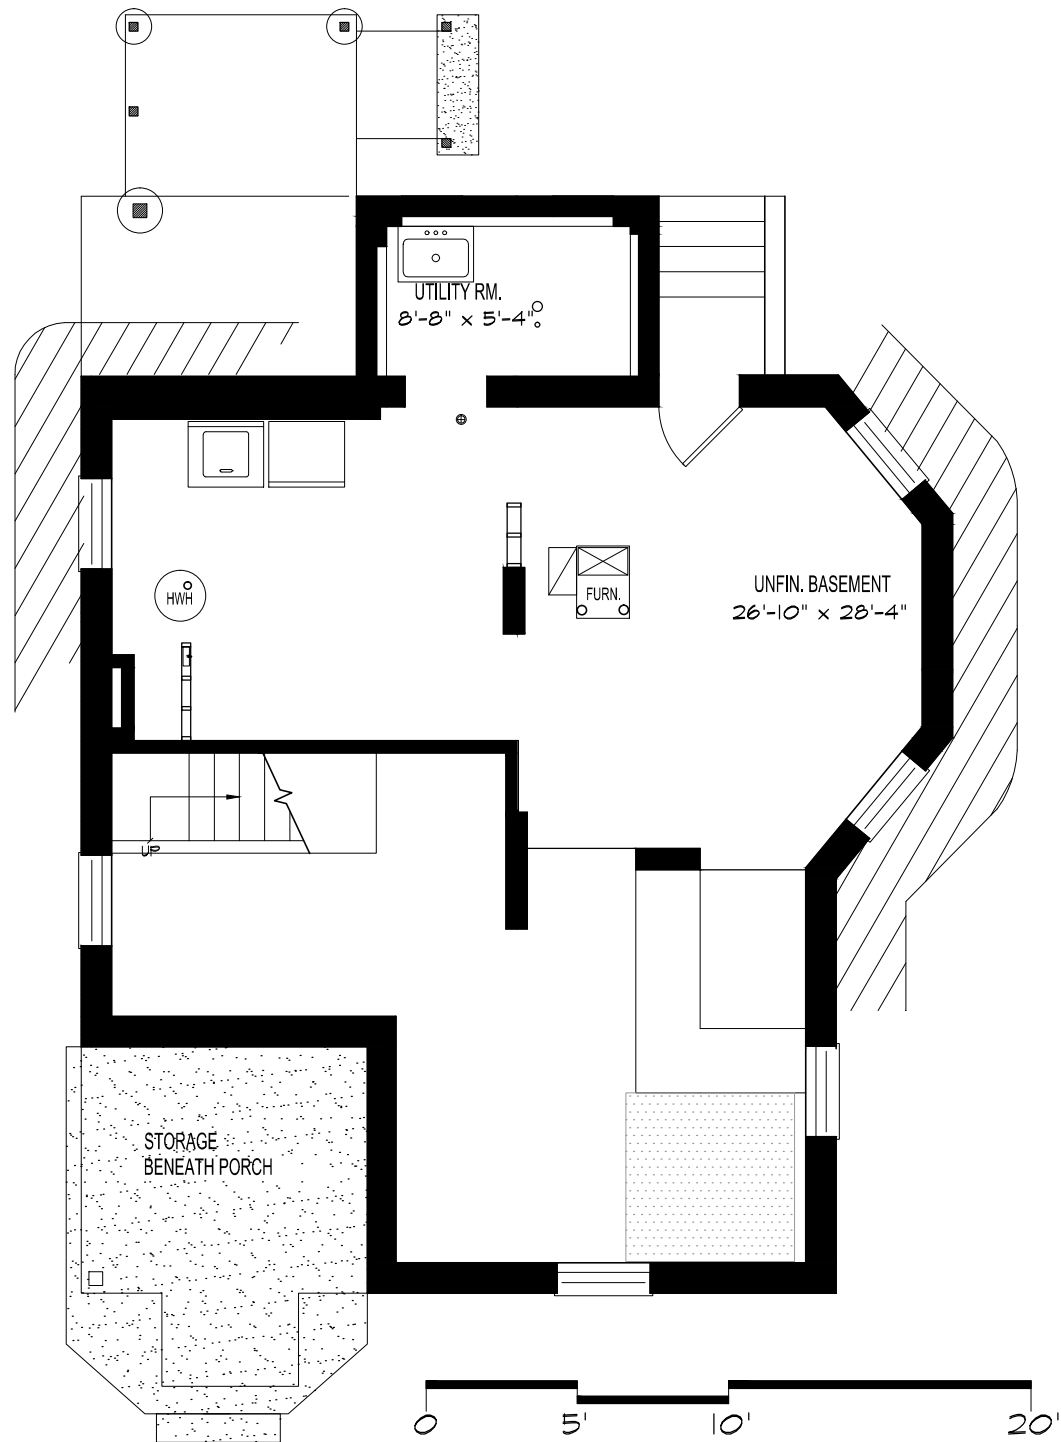 UTILITY RM.
8'-8" x 5'-4"
HWH
FURN.
UNFIN. BASEMENT
26'-10" x 28'-4"
UP
STORAGE
BENEATH PORCH
0 5' 10' 20'